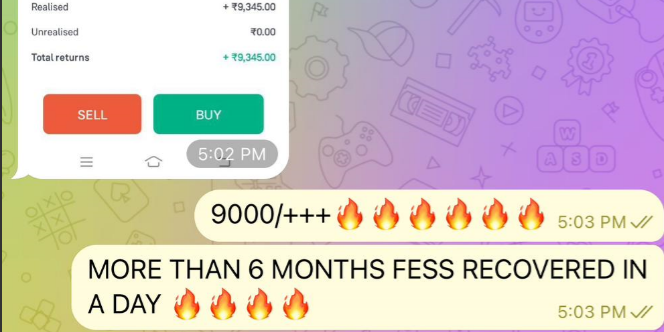 Realised + ₹9,345.00
Unrealised ₹0.00
Total returns + ₹9,345.00
SELL BUY
5:02 PM
9000/+++🔥🔥🔥🔥🔥🔥 5:03 PM
MORE THAN 6 MONTHS FESS RECOVERED IN
A DAY 🔥🔥🔥🔥 5:03 PM
W
A S D
1